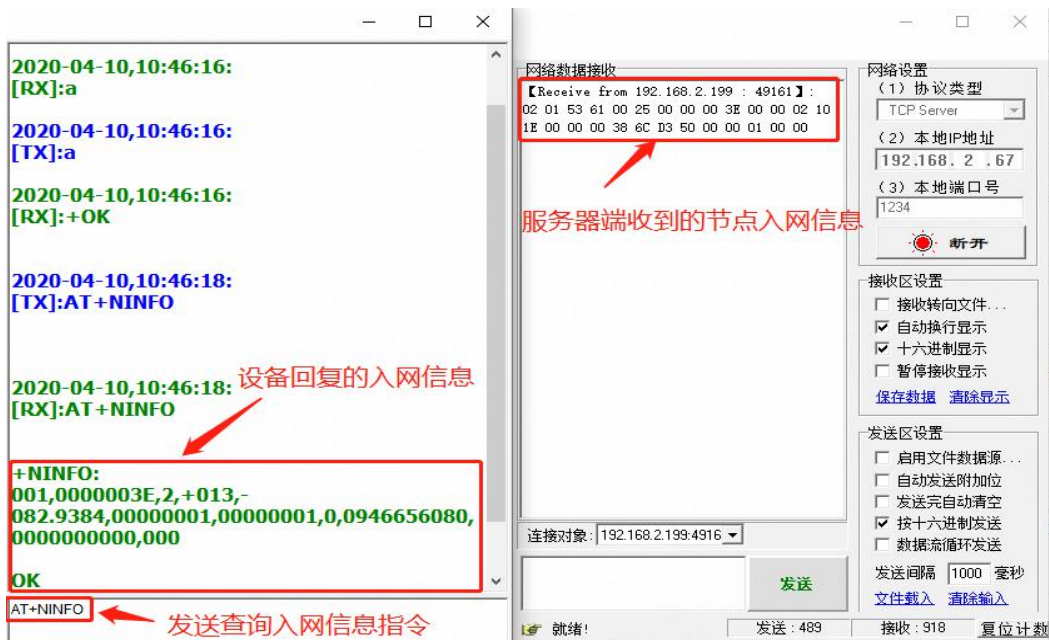 2020-04-10,10:46:16:
[RX]:a
2020-04-10,10:46:16:
[TX]:a
2020-04-10,10:46:16:
[RX]:+OK
2020-04-10,10:46:18:
[TX]:AT+NINFO
设备回复的入网信息
2020-04-10,10:46:18:
[RX]:AT+NINFO
+NINFO:
001,0000003E,2,+013,-
082.9384,00000001,00000001,0,0946656080,
0000000000,000
OK
AT+NINFO
发送查询入网信息指令
网络数据接收
【Receive from 192.168.2.199 : 49161】:
02 01 53 61 00 25 00 00 00 3E 00 00 02 10
1E 00 00 00 38 6C D3 50 00 00 01 00 00
服务器端收到的节点入网信息
连接对象: 192.168.2.199:4916
发送
就绪!
发送 : 489
接收 : 918
复位计数
网络设置
(1) 协议类型
TCP Server
(2) 本地IP地址
192.168. 2 .67
(3) 本地端口号
1234
断开
接收区设置
接收转向文件...
自动换行显示
十六进制显示
暂停接收显示
保存数据 清除显示
发送区设置
启用文件数据源...
自动发送附加位
发送完自动清空
按十六进制发送
数据流循环发送
发送间隔 1000 毫秒
文件载入 清除输入